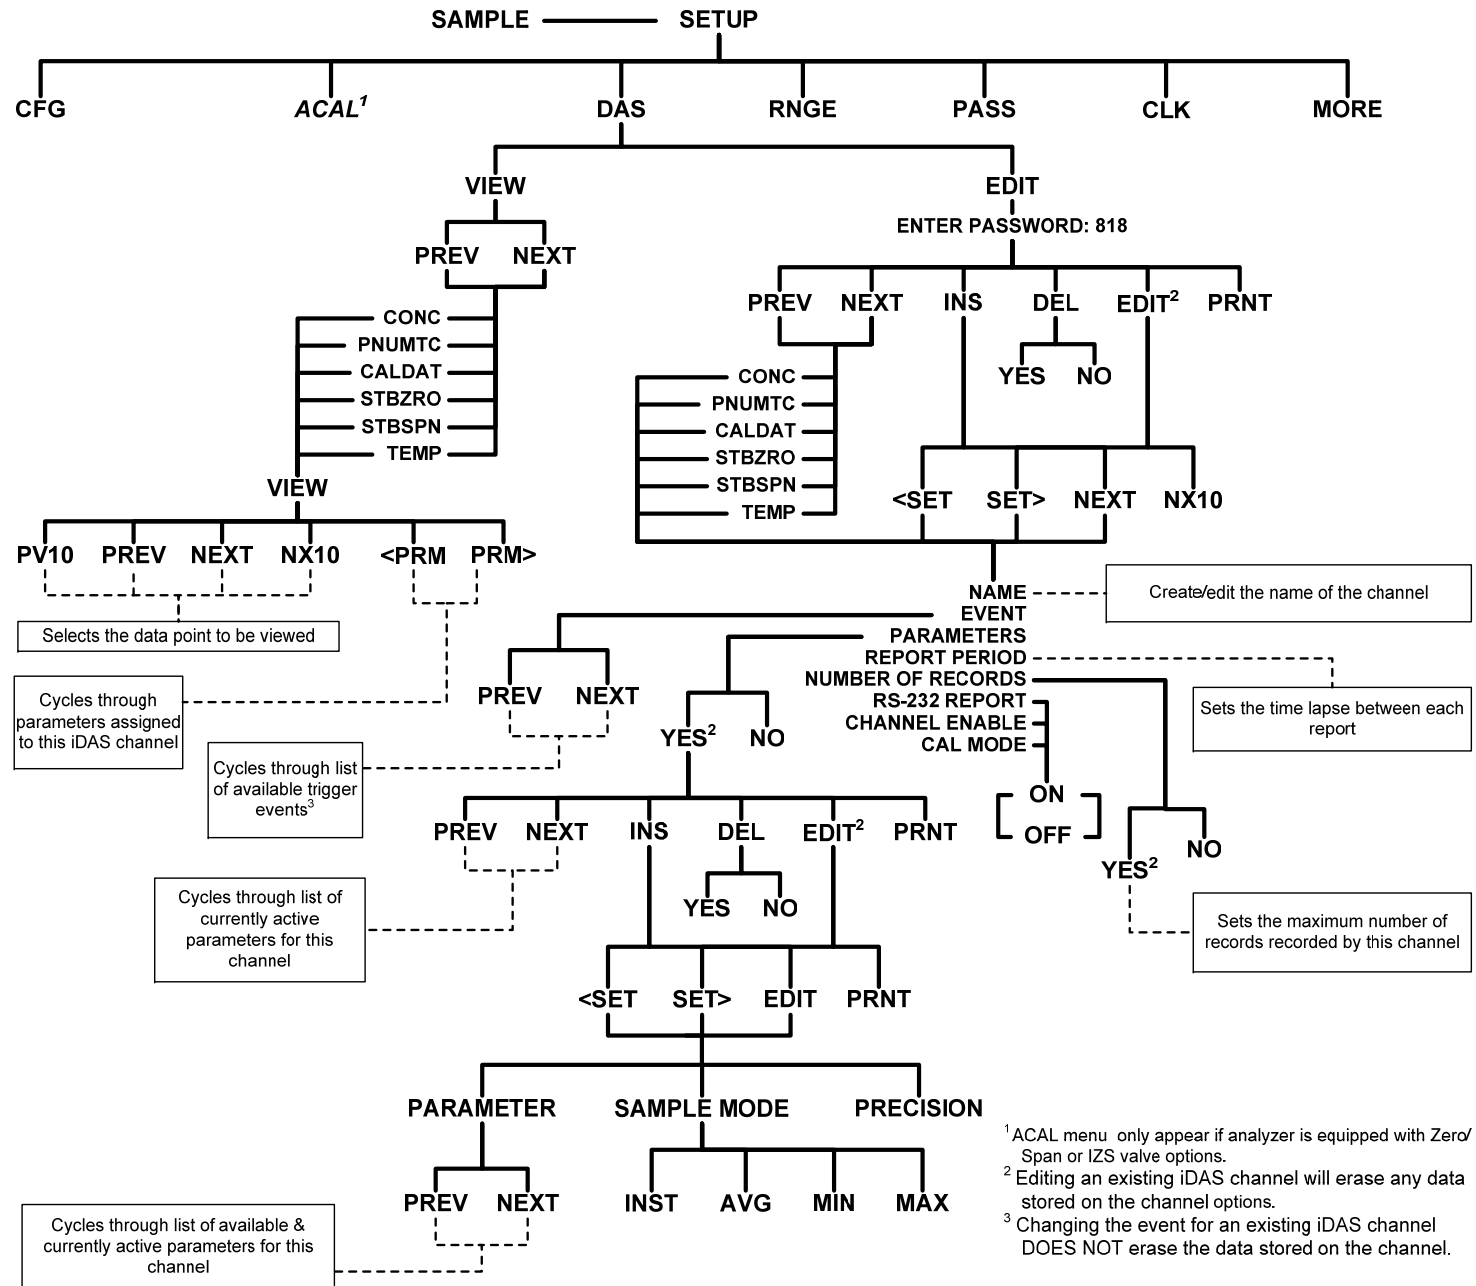 SAMPLE SETUP
CFG ACAL¹ DAS RNGE PASS CLK MORE
VIEW EDIT
ENTER PASSWORD: 818
PREV NEXT
PREV NEXT INS DEL EDIT² PRNT
YES NO
CONC
PNUMTC
CALDAT
STBZRO
STBSPN
TEMP
CONC
PNUMTC
CALDAT
STBZRO
STBSPN
TEMP
VIEW
<SET SET> NEXT NX10
PV10 PREV NEXT NX10 <PRM PRM>
Selects the data point to be viewed
Cycles through
parameters assigned
to this iDAS channel
NAME
EVENT
PARAMETERS
REPORT PERIOD
NUMBER OF RECORDS
RS-232 REPORT
CHANNEL ENABLE
CAL MODE
Create/edit the name of the channel
Sets the time lapse between each
report
PREV NEXT
Cycles through list
of available trigger
events³
YES² NO
ON
OFF
YES² NO
Sets the maximum number of
records recorded by this channel
PREV NEXT INS DEL EDIT² PRNT
YES NO
Cycles through list of
currently active
parameters for this
channel
<SET SET> EDIT PRNT
PARAMETER SAMPLE MODE PRECISION
PREV NEXT INST AVG MIN MAX
Cycles through list of available &
currently active parameters for this
channel
¹ ACAL menu only appear if analyzer is equipped with Zero/
Span or IZS valve options.
² Editing an existing iDAS channel will erase any data
stored on the channel options.
³ Changing the event for an existing iDAS channel
DOES NOT erase the data stored on the channel.